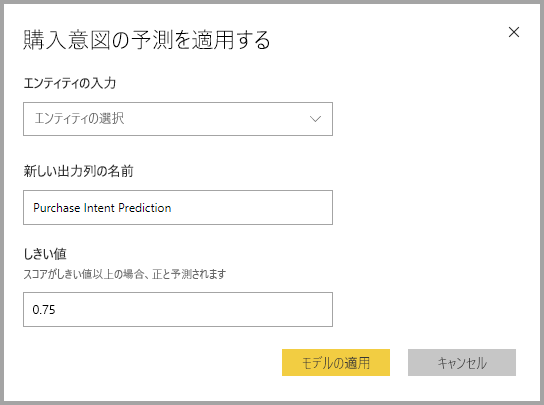 購入意図の予測を適用する
エンティティの入力
エンティティの選択
新しい出力列の名前
Purchase Intent Prediction
しきい値
スコアがしきい値以上の場合、正と予測されます
0.75
モデルの適用
キャンセル